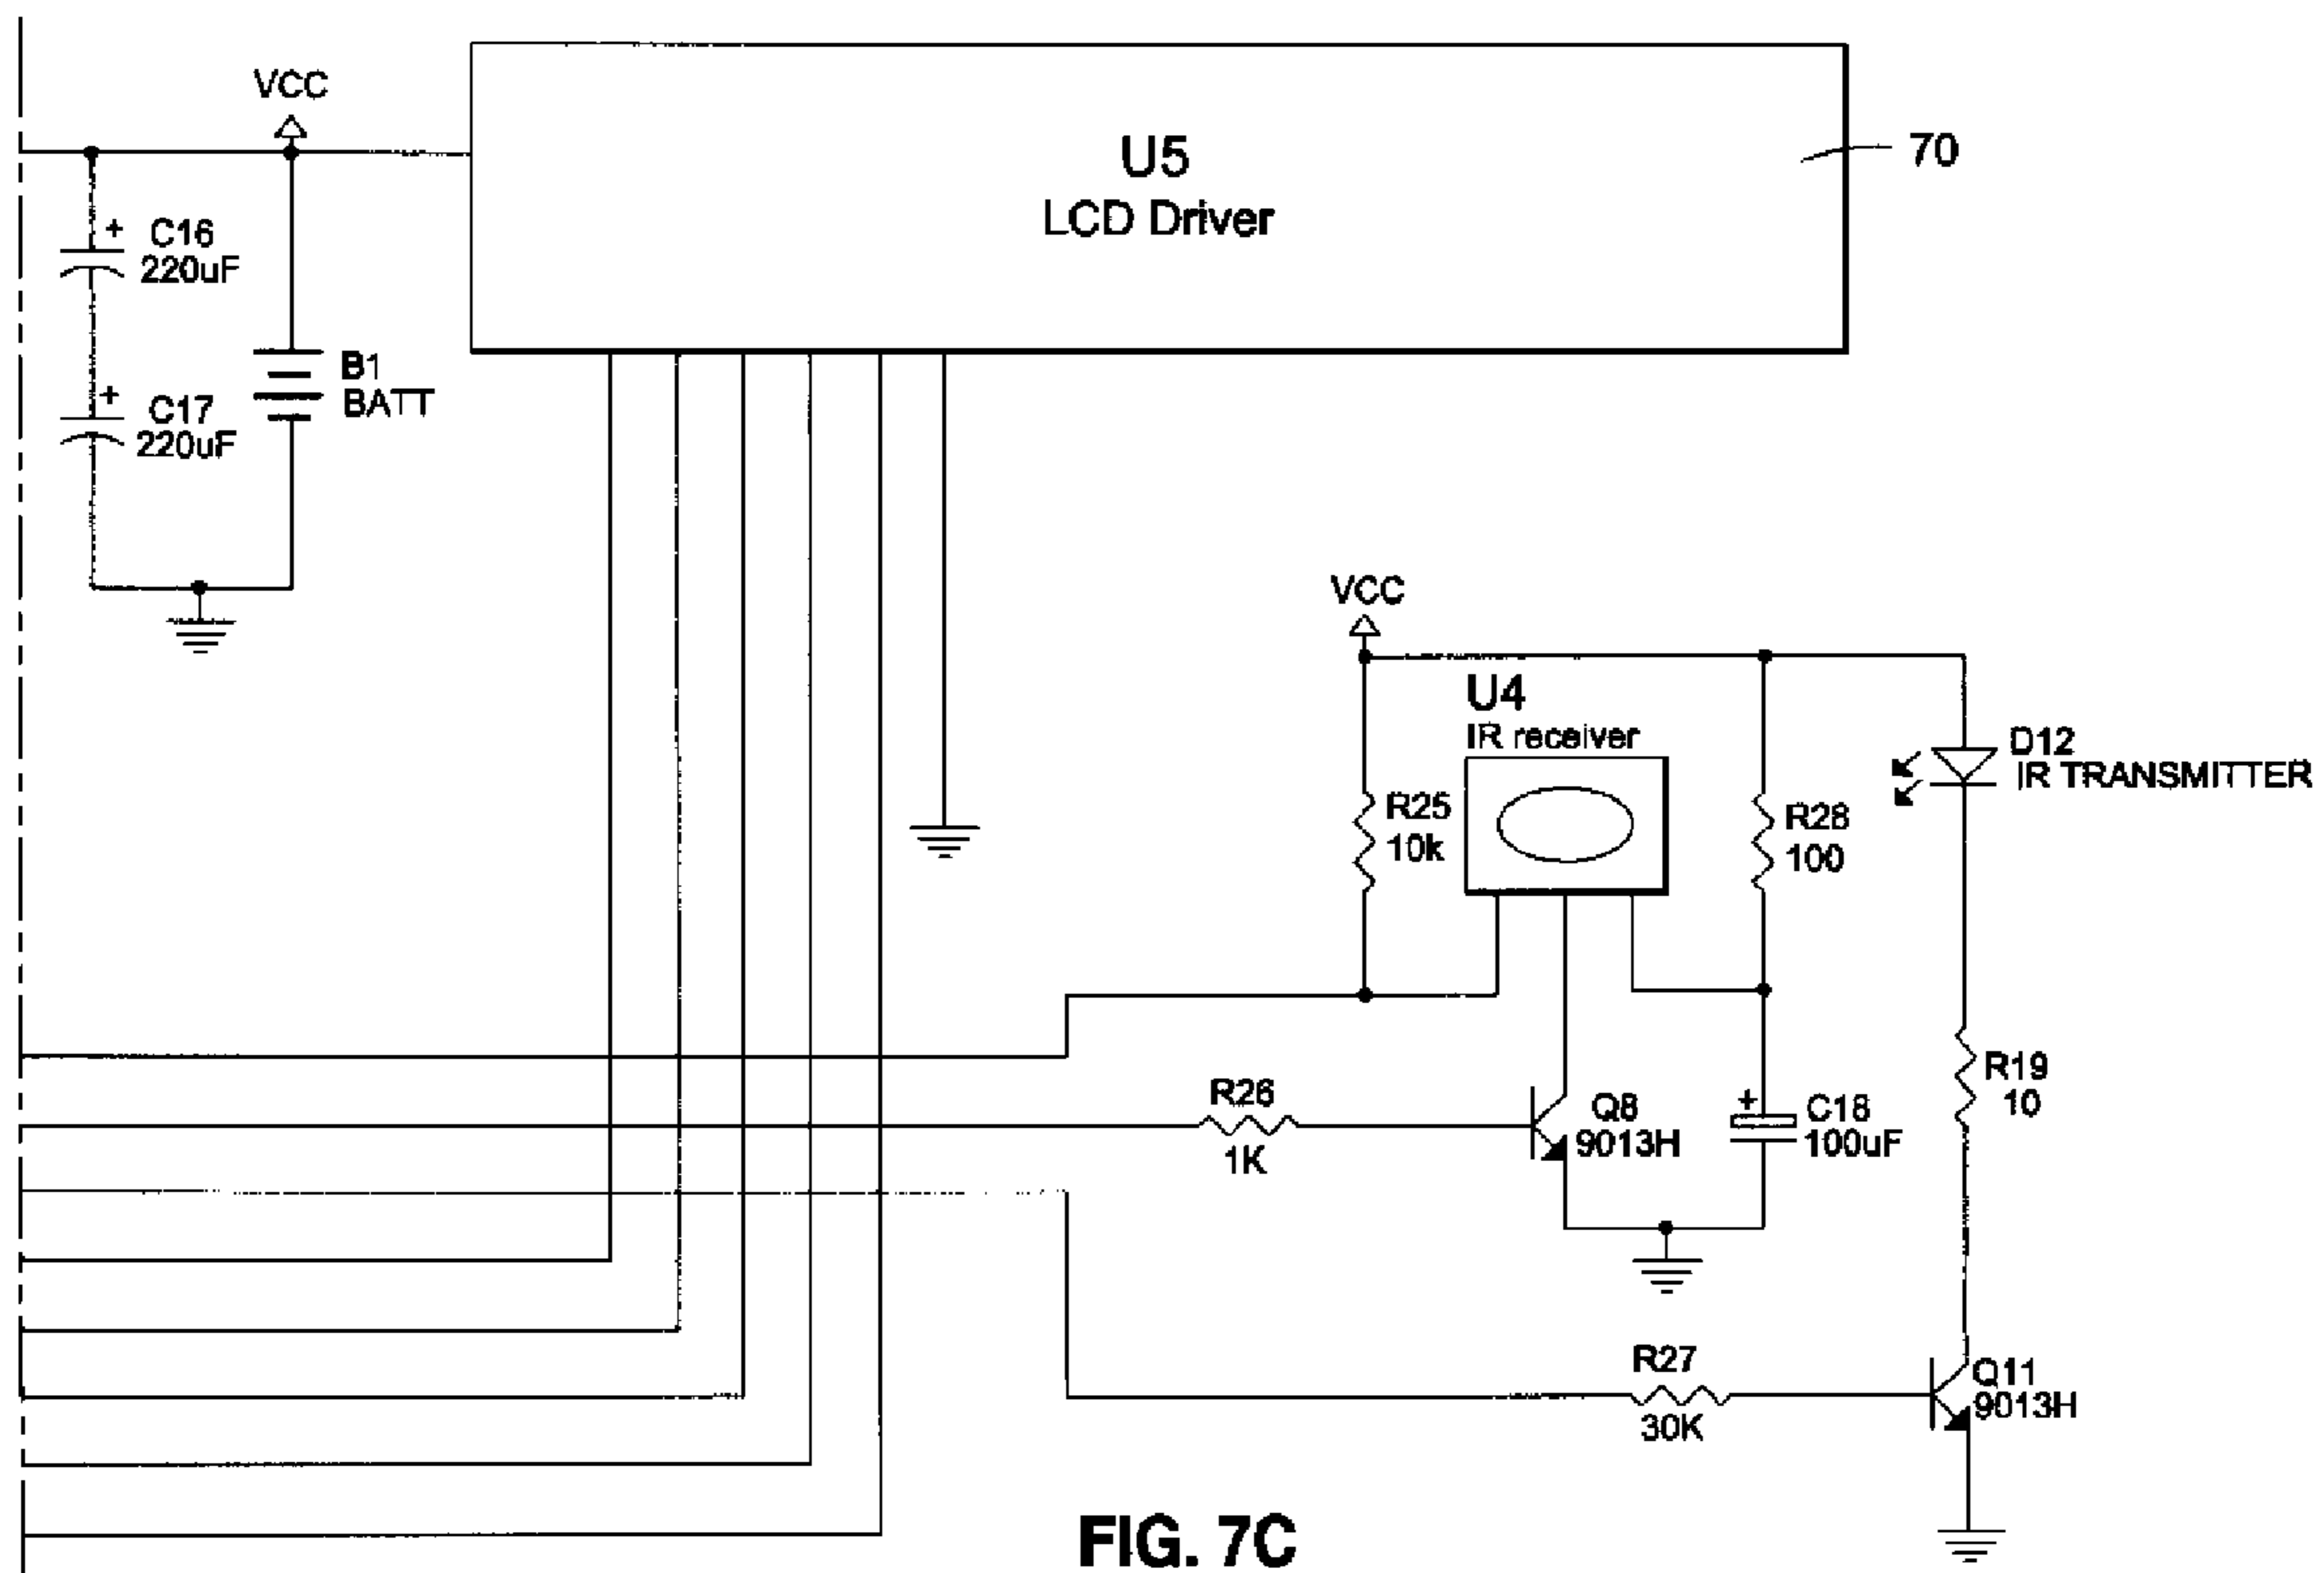 VCC
U5
LCD Driver
70
+ C16
220uF
B1
BATT
+ C17
220uF
VCC
U4
IR receiver
D12
IR TRANSMITTER
R25
10k
R28
100
R19
10
R26
1K
Q8
9013H
+ C18
100uF
R27
30K
Q11
9013H
FIG. 7C